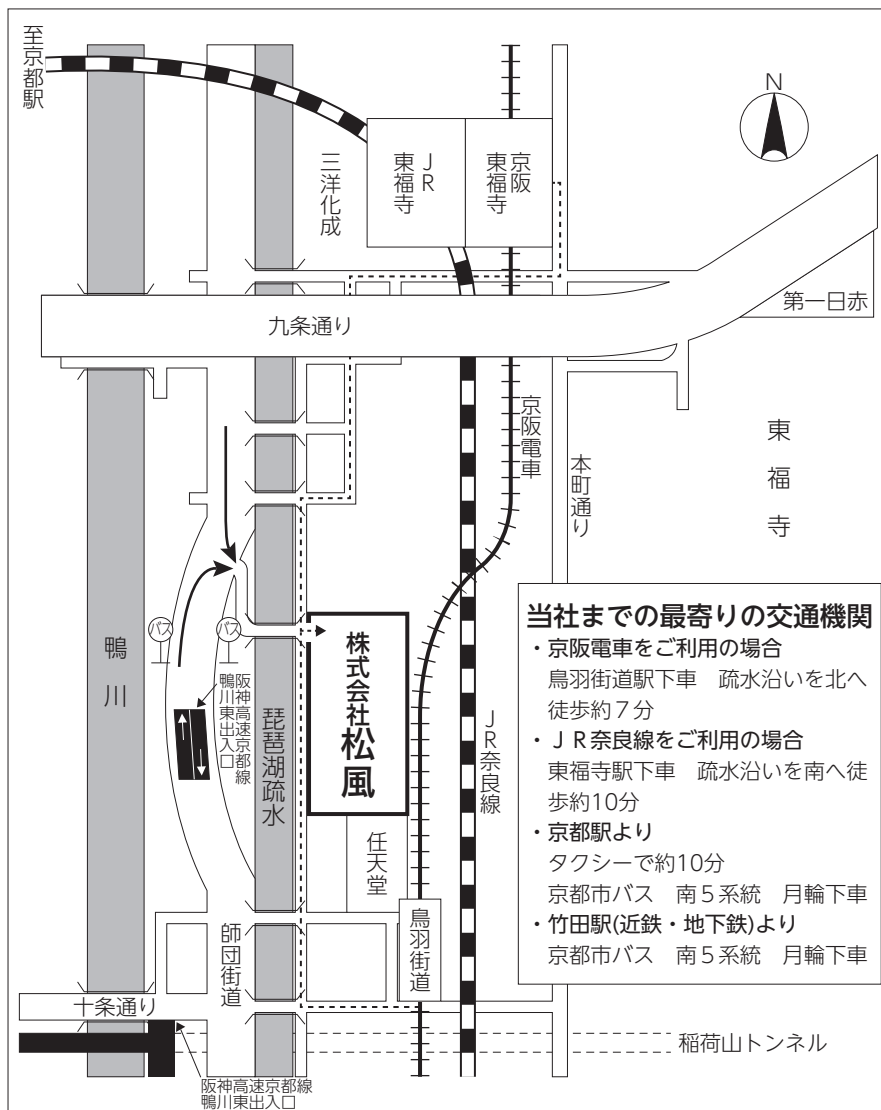 至京都駅
N
三洋化成
JR
東福寺
京阪
東福寺
第一日赤
九条通り
京阪電車
本町通り
東福寺
鴨川
バス
バス
阪神高速京都線
鴨川東出入口
琵琶湖疏水
株式会社松風
JR奈良線
任天堂
鳥羽街道
師団街道
十条通り
稲荷山トンネル
阪神高速京都線
鴨川東出入口
当社までの最寄りの交通機関
・京阪電車をご利用の場合
鳥羽街道駅下車 疏水沿いを北へ
徒歩約７分
・ＪＲ奈良線をご利用の場合
東福寺駅下車 疏水沿いを南へ徒
歩約10分
・京都駅より
タクシーで約10分
京都市バス 南５系統 月輪下車
・竹田駅(近鉄・地下鉄)より
京都市バス 南５系統 月輪下車